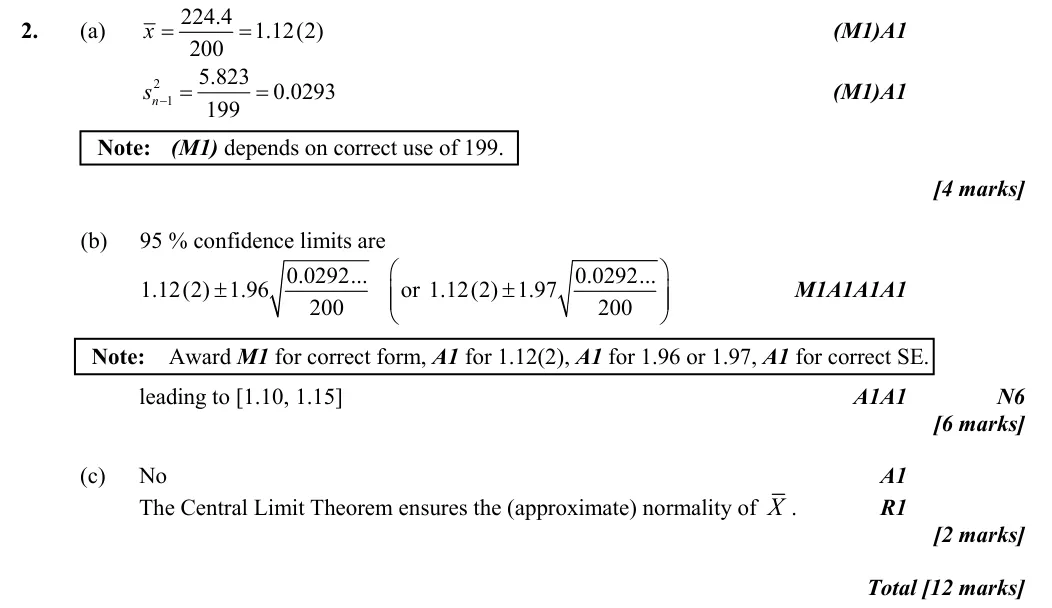 2. (a) x̄ = 224.4/200 = 1.12(2) (M1)A1
s²ₙ₋₁ = 5.823/199 = 0.0293 (M1)A1
Note: (M1) depends on correct use of 199.
[4 marks]
(b) 95 % confidence limits are
1.12(2) ± 1.96√(0.0292.../200) (or 1.12(2) ± 1.97√(0.0292.../200)) M1A1A1A1
Note: Award M1 for correct form, A1 for 1.12(2), A1 for 1.96 or 1.97, A1 for correct SE.
leading to [1.10, 1.15] A1A1 N6
[6 marks]
(c) No A1
The Central Limit Theorem ensures the (approximate) normality of X̄ . R1
[2 marks]
Total [12 marks]